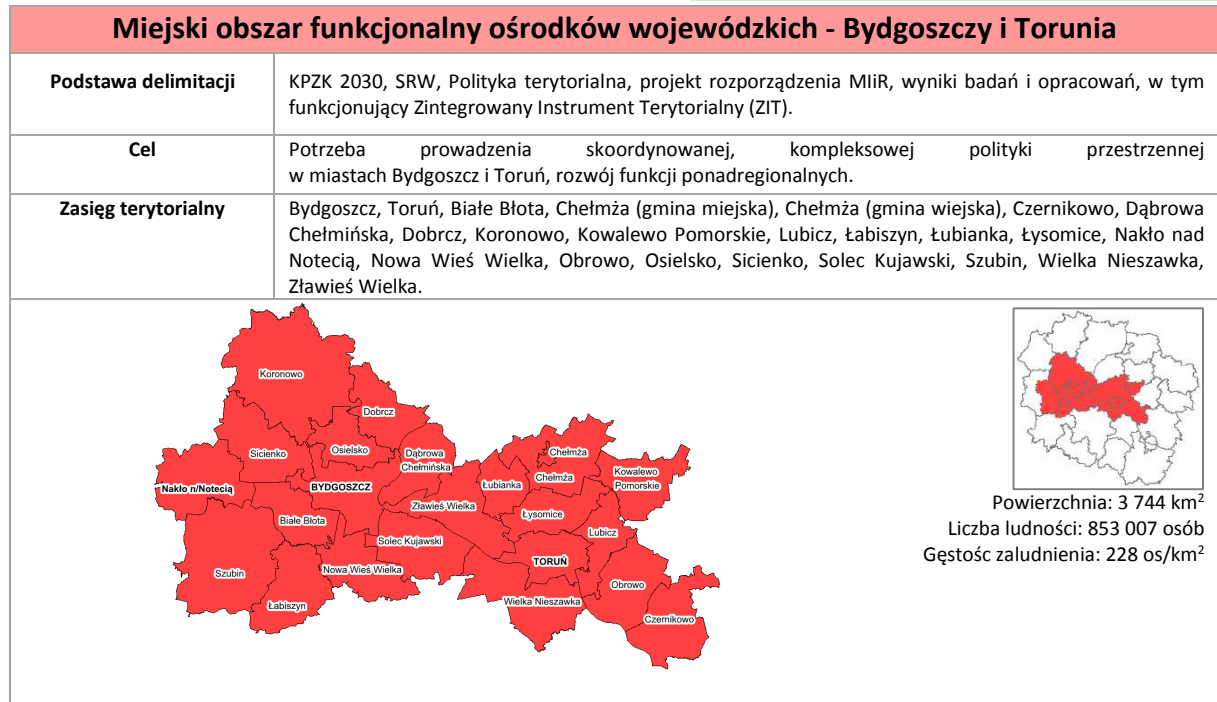 Miejski obszar funkcjonalny ośrodków wojewódzkich - Bydgoszczy i Torunia
Podstawa delimitacji
KPZK 2030, SRW, Polityka terytorialna, projekt rozporządzenia MIiR, wyniki badań i opracowań, w tym
funkcjonujący Zintegrowany Instrument Terytorialny (ZIT).
Cel
Potrzeba prowadzenia skoordynowanej, kompleksowej polityki przestrzennej
w miastach Bydgoszcz i Toruń, rozwój funkcji ponadregionalnych.
Zasięg terytorialny
Bydgoszcz, Toruń, Białe Błota, Chełmża (gmina miejska), Chełmża (gmina wiejska), Czernikowo, Dąbrowa
Chełmińska, Dobrcz, Koronowo, Kowalewo Pomorskie, Lubicz, Łabiszyn, Łubianka, Łysomice, Nakło nad
Notecią, Nowa Wieś Wielka, Obrowo, Osielsko, Sicienko, Solec Kujawski, Szubin, Wielka Nieszawka,
Zławieś Wielka.
Koronowo
Dobrcz
Osielsko
Sicienko
Dąbrowa
Chełmińska
Chełmża
Kowalewo
Pomorskie
Chełmża
Łubianka
Nakło n/Notecią
BYDGOSZCZ
Zławieś Wielka
Łysomice
Białe Błota
Lubicz
Solec Kujawski
TORUŃ
Szubin
Nowa Wieś Wielka
Obrowo
Łabiszyn
Wielka Nieszawka
Czernikowo
Powierzchnia: 3 744 km²
Liczba ludności: 853 007 osób
Gęstośc zaludnienia: 228 os/km²